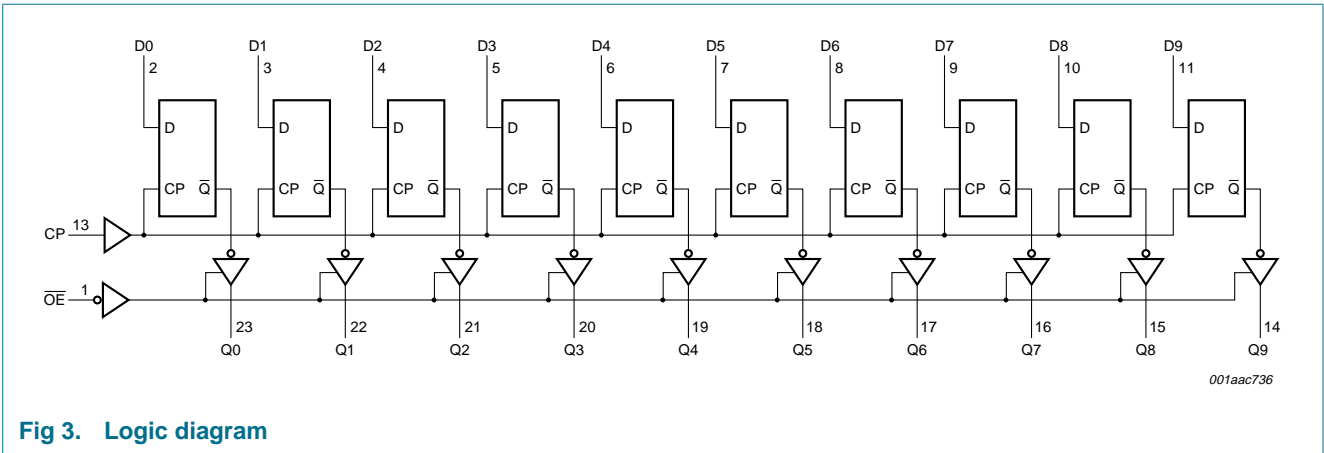 D0 D1 D2 D3 D4 D5 D6 D7 D8 D9
2 3 4 5 6 7 8 9 10 11
D D D D D D D D D D
CP Q̅ CP Q̅ CP Q̅ CP Q̅ CP Q̅ CP Q̅ CP Q̅ CP Q̅ CP Q̅ CP Q̅
CP 13
O̅E̅ 1
23 22 21 20 19 18 17 16 15 14
Q0 Q1 Q2 Q3 Q4 Q5 Q6 Q7 Q8 Q9
001aac736
Fig 3. Logic diagram